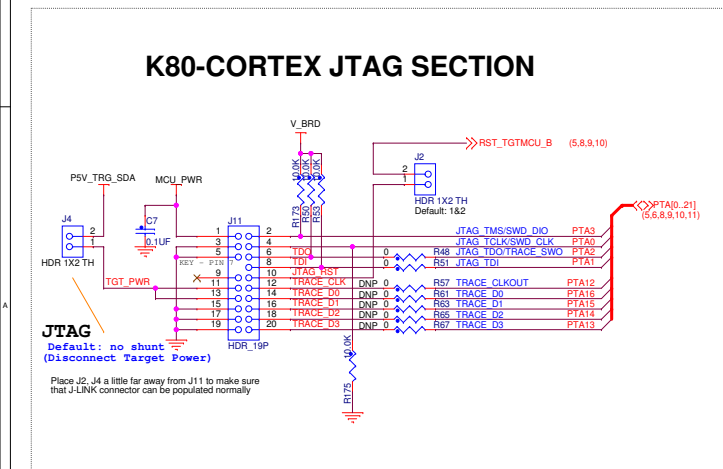 K80-CORTEX JTAG SECTION
V_BRD
RST_TGTMCU_B (5,8,9,10)
J2
2
1
HDR 1X2 TH
Default: 1&2
P5V_TRG_SDA
MCU_PWR
10.0K
10.0K
10.0K
R173
R50
R53
PTA[0..21]
(5,6,8,9,10,11)
J4
2
1
HDR 1X2 TH
C7
0.1UF
J11
1 2 JTAG_TMS/SWD_DIO PTA3
3 4 JTAG_TCLK/SWD_CLK PTA0
5 6 TDO 0 R48 JTAG_TDO/TRACE_SWO PTA2
KEY - PIN 7 8 TDI 0 R51 JTAG_TDI PTA1
9 10 JTAG_RST
TGT_PWR 11 12 TRACE_CLK DNP 0 R57 TRACE_CLKOUT PTA12
13 14 TRACE_D0 DNP 0 R61 TRACE_D0 PTA16
15 16 TRACE_D1 DNP 0 R63 TRACE_D1 PTA15
17 18 TRACE_D2 DNP 0 R65 TRACE_D2 PTA14
19 20 TRACE_D3 DNP 0 R67 TRACE_D3 PTA13
HDR_19P
10.0K
R175
JTAG
Default: no shunt
(Disconnect Target Power)
Place J2, J4 a little far away from J11 to make sure
that J-LINK connector can be populated normally
A